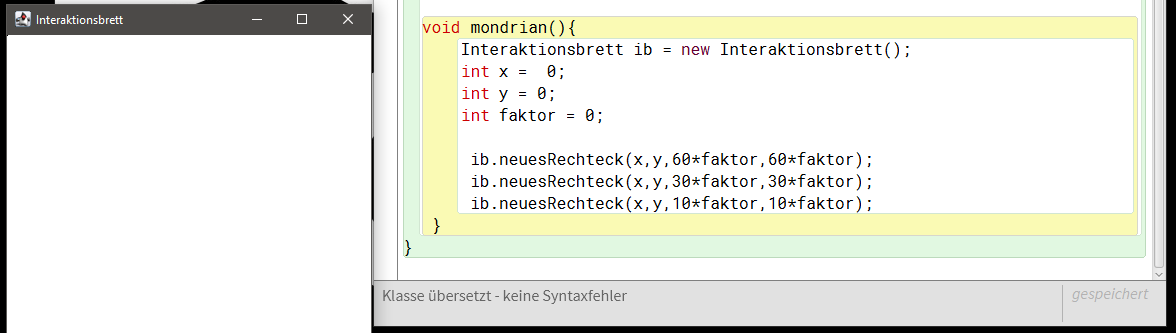 Interaktionsbrett
void mondrian(){
Interaktionsbrett ib = new Interaktionsbrett();
int x =  0;
int y = 0;
int faktor = 0;
ib.neuesRechteck(x,y,60*faktor,60*faktor);
ib.neuesRechteck(x,y,30*faktor,30*faktor);
ib.neuesRechteck(x,y,10*faktor,10*faktor);
}
}
Klasse übersetzt - keine Syntaxfehler
gespeichert